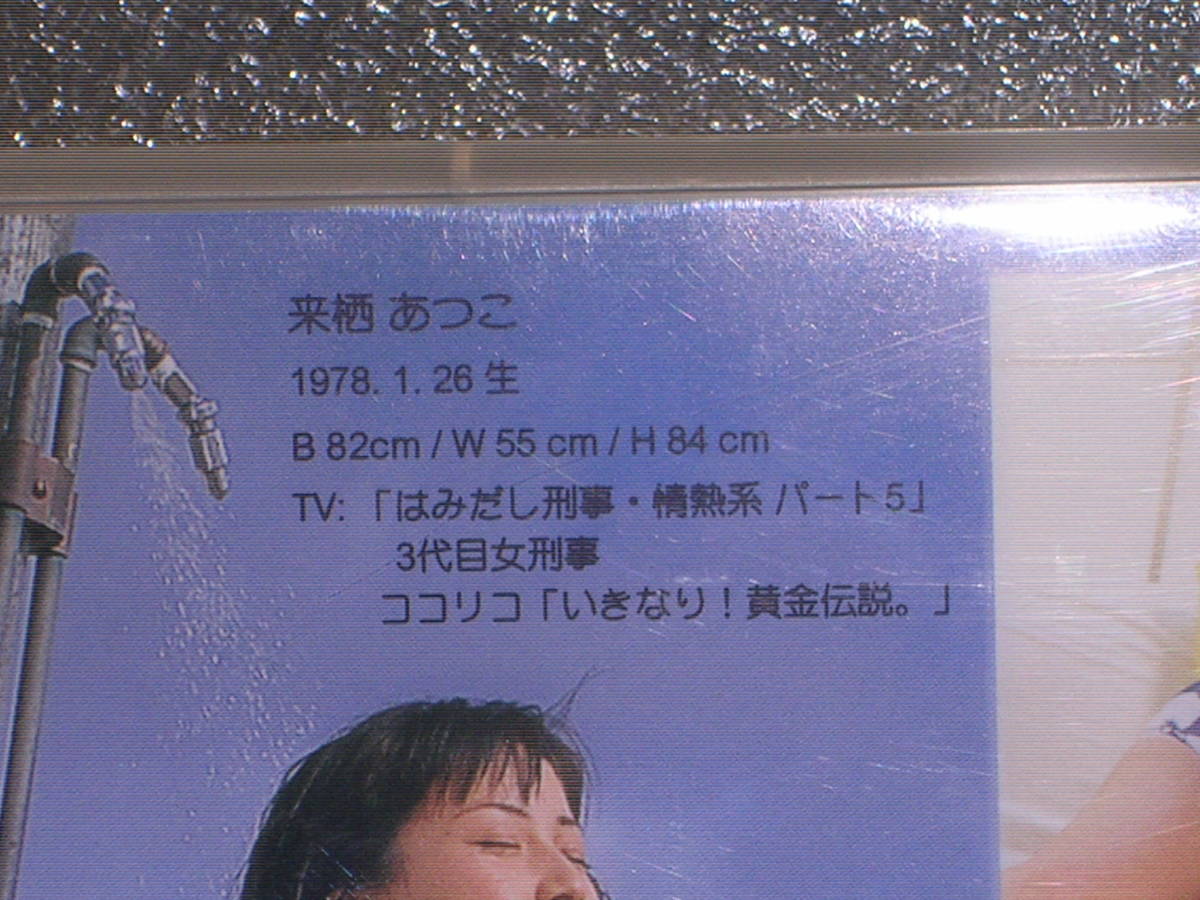 来栖 あつこ
1978. 1. 26 生
B 82cm / W 55 cm / H 84 cm
TV: 「はみだし刑事・情熱系 パート5」
3代目女刑事
ココリコ「いきなり！黄金伝説。」